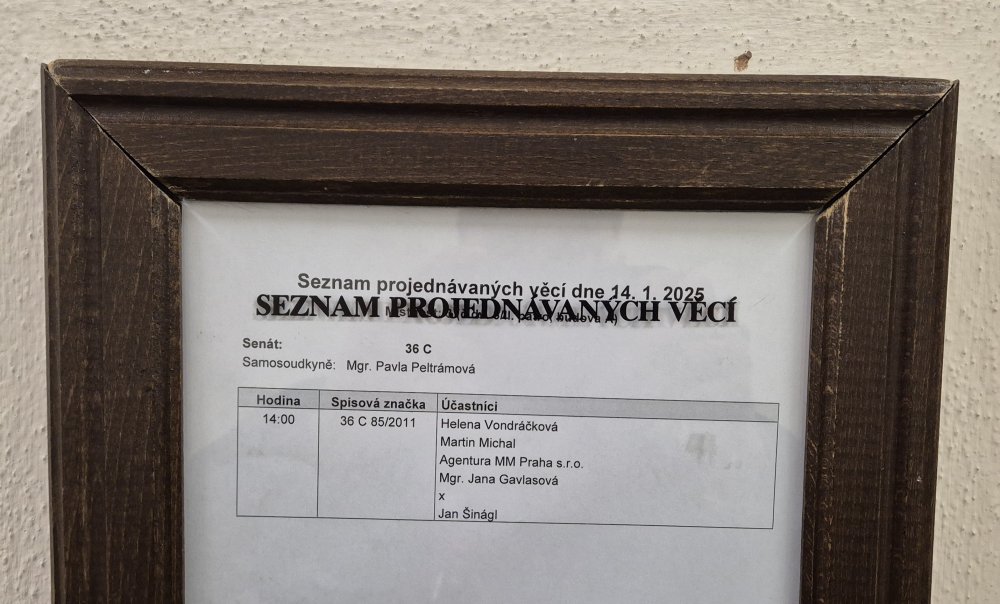 Seznam projednávaných věcí dne 14. 1. 2025
SEZNAM PROJEDNÁVANÝCH VĚCÍ
budova A)
Senát: 36 C
Samosoudkyně: Mgr. Pavla Peltrámová
Hodina Spisová značka Účastníci
14:00 36 C 85/2011 Helena Vondráčková
Martin Michal
Agentura MM Praha s.r.o.
Mgr. Jana Gavlasová
x
Jan Šinágl